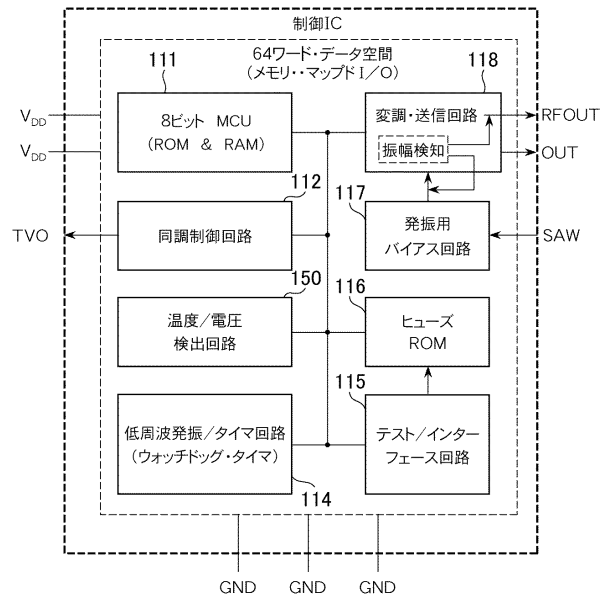 制御IC
64ワード・データ空間
(メモリ・・マップド I/O)
111
118
8ビット MCU
(ROM & RAM)
変調・送信回路
振幅検知
VDD
VDD
RFOUT
OUT
112
117
同調制御回路
発振用
バイアス回路
TVO
SAW
150
116
温度/電圧
検出回路
ヒューズ
ROM
115
低周波発振/タイマ回路
(ウォッチドッグ・タイマ)
テスト/インター
フェース回路
114
GND
GND
GND